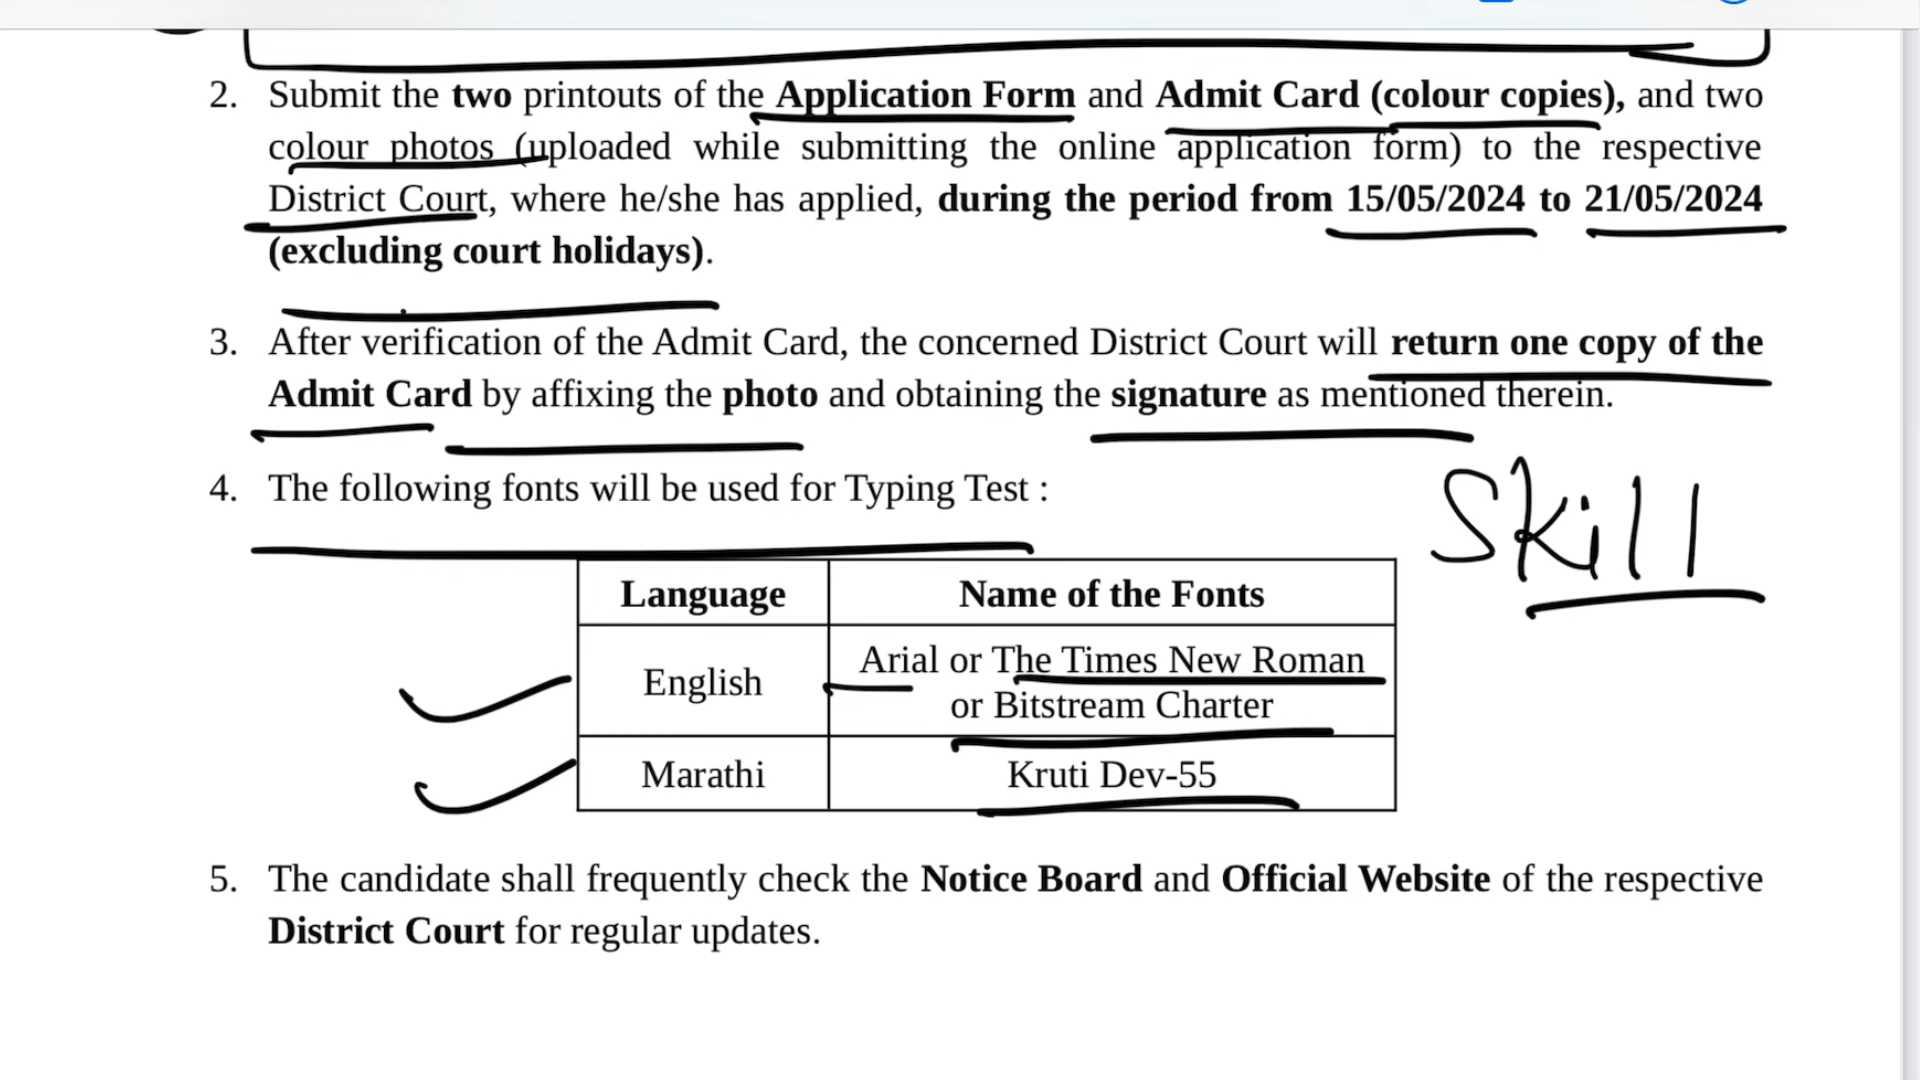 2. Submit the two printouts of the Application Form and Admit Card (colour copies), and two
colour photos (uploaded while submitting the online application form) to the respective
District Court, where he/she has applied, during the period from 15/05/2024 to 21/05/2024
(excluding court holidays).
3. After verification of the Admit Card, the concerned District Court will return one copy of the
Admit Card by affixing the photo and obtaining the signature as mentioned therein.
4. The following fonts will be used for Typing Test :
Skill
Language Name of the Fonts
English Arial or The Times New Roman
or Bitstream Charter
Marathi Kruti Dev-55
5. The candidate shall frequently check the Notice Board and Official Website of the respective
District Court for regular updates.